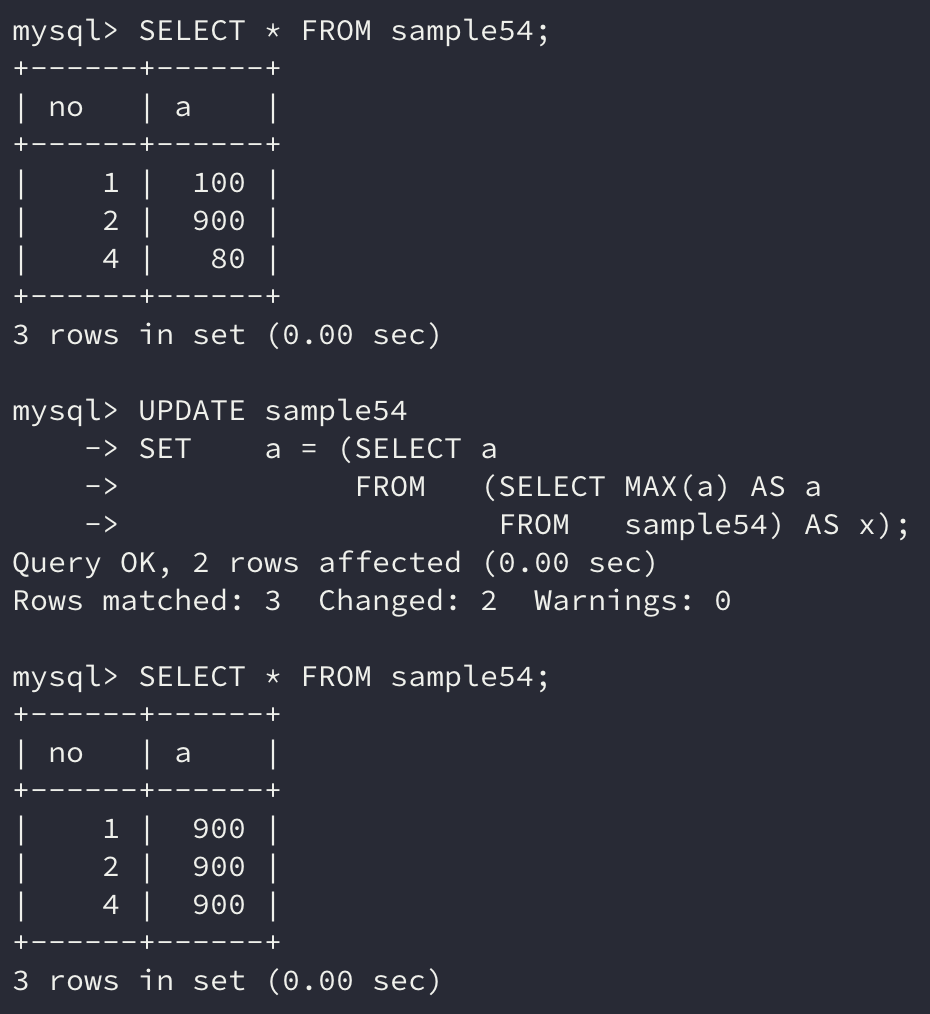 mysql> SELECT * FROM sample54;
+------+------+
| no   | a    |
+------+------+
|    1 |  100 |
|    2 |  900 |
|    4 |   80 |
+------+------+
3 rows in set (0.00 sec)

mysql> UPDATE sample54
    -> SET    a = (SELECT a
    ->             FROM   (SELECT MAX(a) AS a
    ->                     FROM   sample54) AS x);
Query OK, 2 rows affected (0.00 sec)
Rows matched: 3  Changed: 2  Warnings: 0

mysql> SELECT * FROM sample54;
+------+------+
| no   | a    |
+------+------+
|    1 |  900 |
|    2 |  900 |
|    4 |  900 |
+------+------+
3 rows in set (0.00 sec)